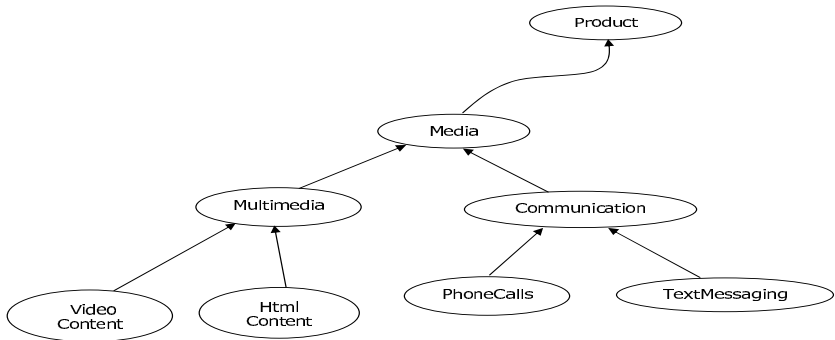 Product
Media
Multimedia
Communication
Video
Content
Html
Content
PhoneCalls
TextMessaging